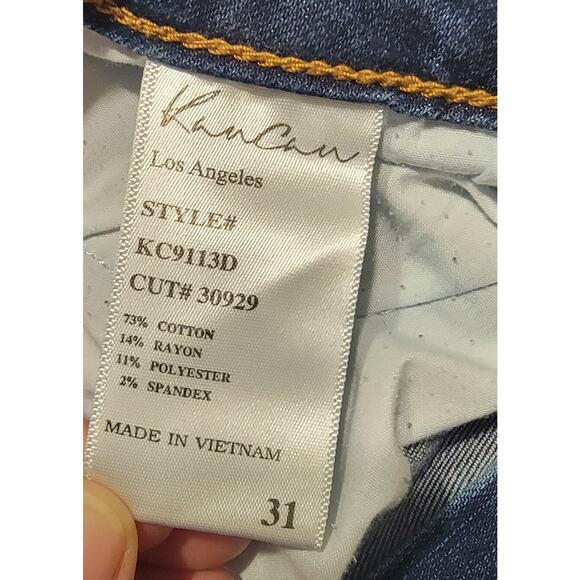 KanCan
Los Angeles
STYLE#
KC9113D
CUT# 30929
73% COTTON
14% RAYON
11% POLYESTER
2% SPANDEX
MADE IN VIETNAM
31